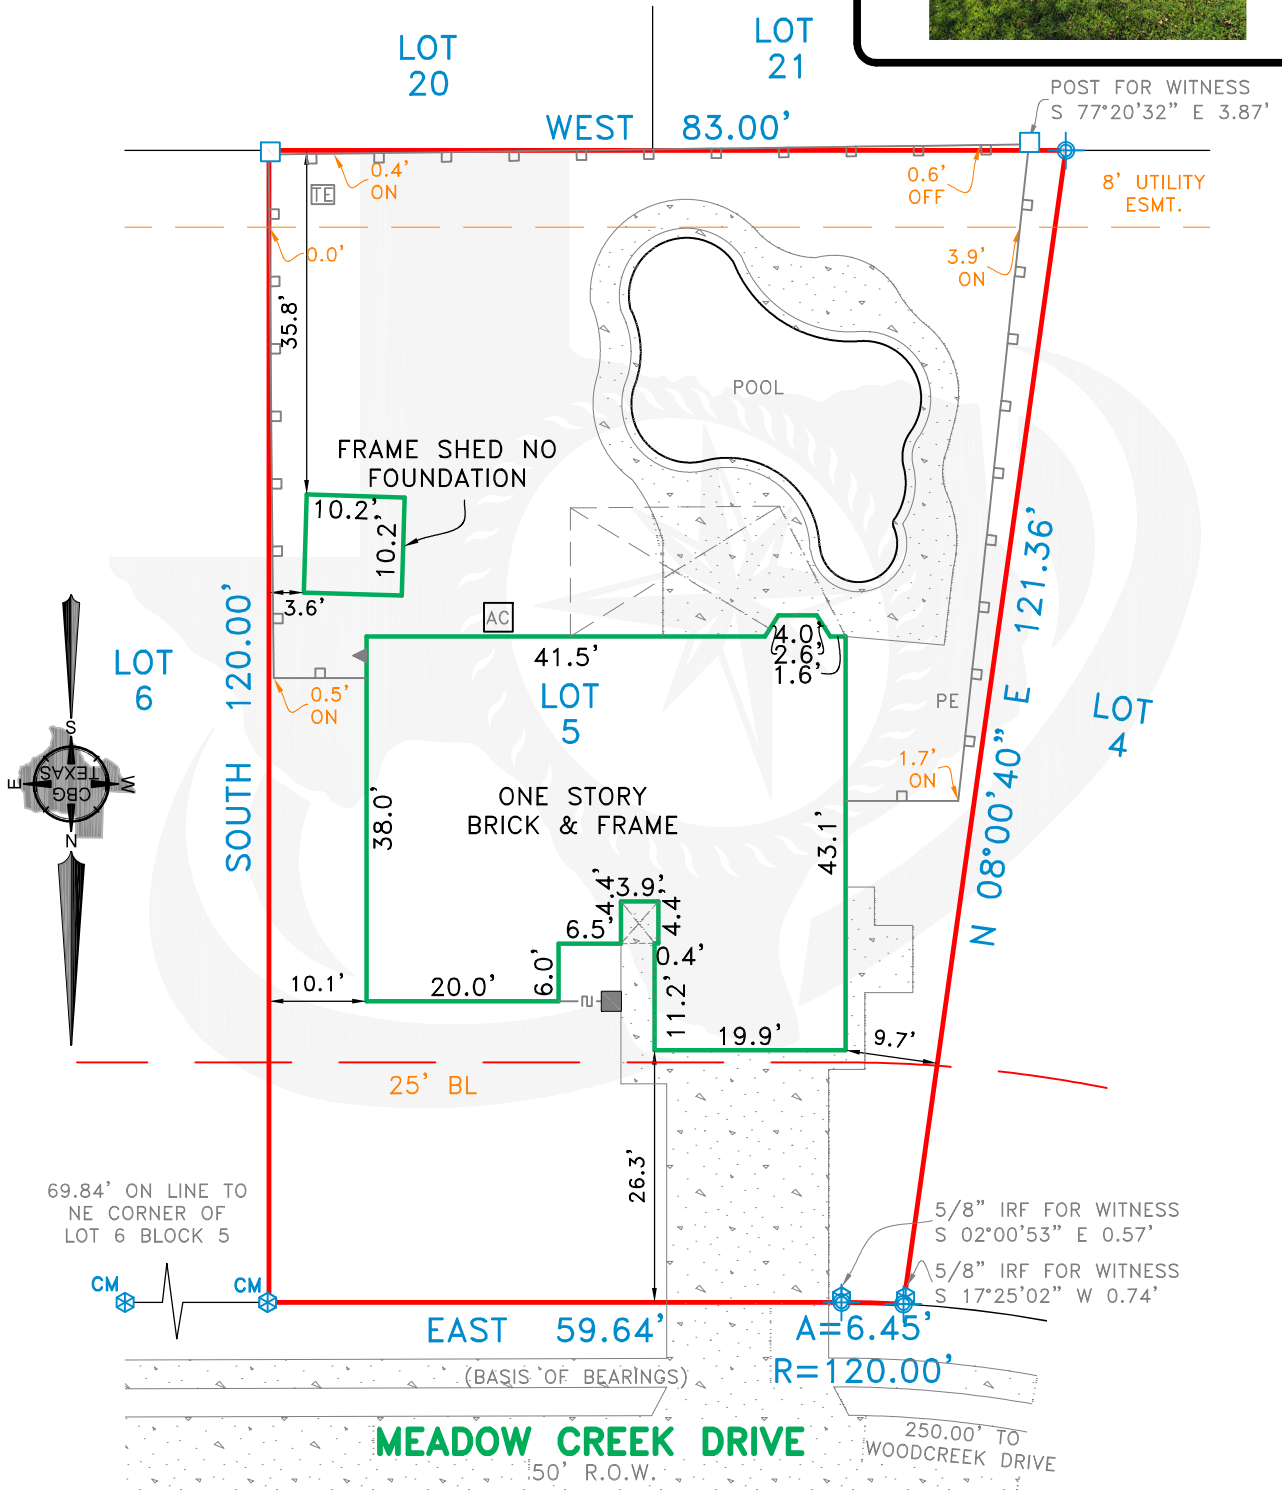 LOT
20
LOT
21
POST FOR WITNESS
S 77°20'32" E 3.87'
WEST 83.00'
0.4'
ON
TE
0.6'
OFF
8' UTILITY
ESMT.
0.0'
3.9'
ON
35.8'
POOL
FRAME SHED NO
FOUNDATION
10.2'
10.2'
3.6'
AC
SOUTH 120.00'
N 08°00'40" E 121.36'
LOT
6
41.5'
4.0'
2.6'
1.6'
0.5'
ON
LOT
5
PE
LOT
4
S
E
W
CBG
TEXAS
N
1.7'
ON
ONE STORY
BRICK & FRAME
38.0'
43.1'
4.4'
3.9'
4.4'
6.5'
0.4'
6.0'
10.1'
20.0'
11.2'
19.9'
9.7'
25' BL
26.3'
69.84' ON LINE TO
NE CORNER OF
LOT 6 BLOCK 5
5/8" IRF FOR WITNESS
S 02°00'53" E 0.57'
5/8" IRF FOR WITNESS
S 17°25'02" W 0.74'
CM
CM
EAST 59.64'
A=6.45'
R=120.00'
(BASIS OF BEARINGS)
MEADOW CREEK DRIVE
50' R.O.W.
250.00' TO
WOODCREEK DRIVE